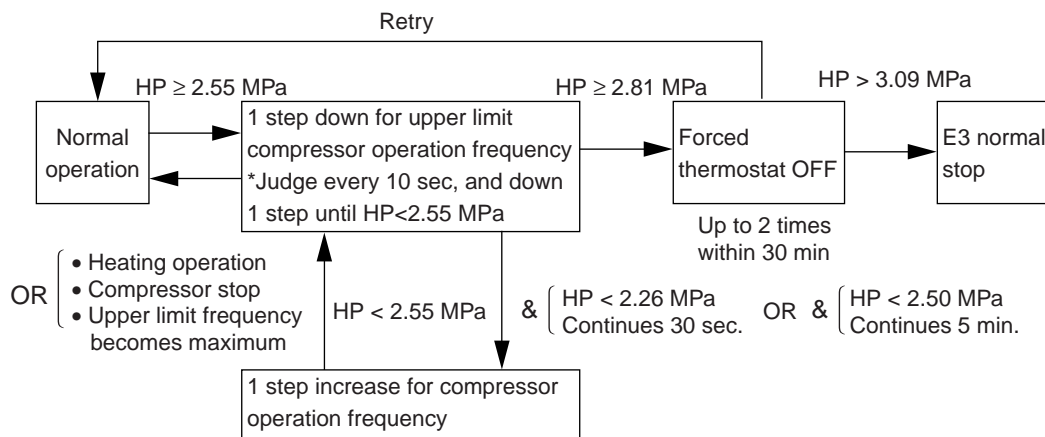 Retry
HP ≥ 2.55 MPa
HP ≥ 2.81 MPa
HP > 3.09 MPa
Normal
operation
1 step down for upper limit
compressor operation frequency
*Judge every 10 sec, and down
1 step until HP<2.55 MPa
Forced
thermostat OFF
E3 normal
stop
Up to 2 times
within 30 min
OR
• Heating operation
• Compressor stop
• Upper limit frequency
becomes maximum
HP < 2.55 MPa
&
HP < 2.26 MPa
Continues 30 sec.
OR
&
HP < 2.50 MPa
Continues 5 min.
1 step increase for compressor
operation frequency